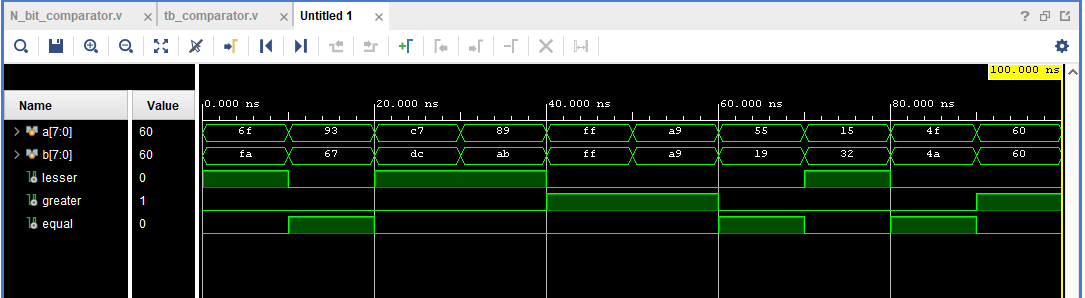 N_bit_comparator.v × tb_comparator.v × Untitled 1 ×
?
100.000 ns
Name Value 0.000 ns 20.000 ns 40.000 ns 60.000 ns 80.000 ns
a[7:0] 60 6f 93 c7 89 ff a9 55 15 4f 60
b[7:0] 60 fa 67 dc ab ff a9 19 32 4a 60
lesser 0
greater 1
equal 0